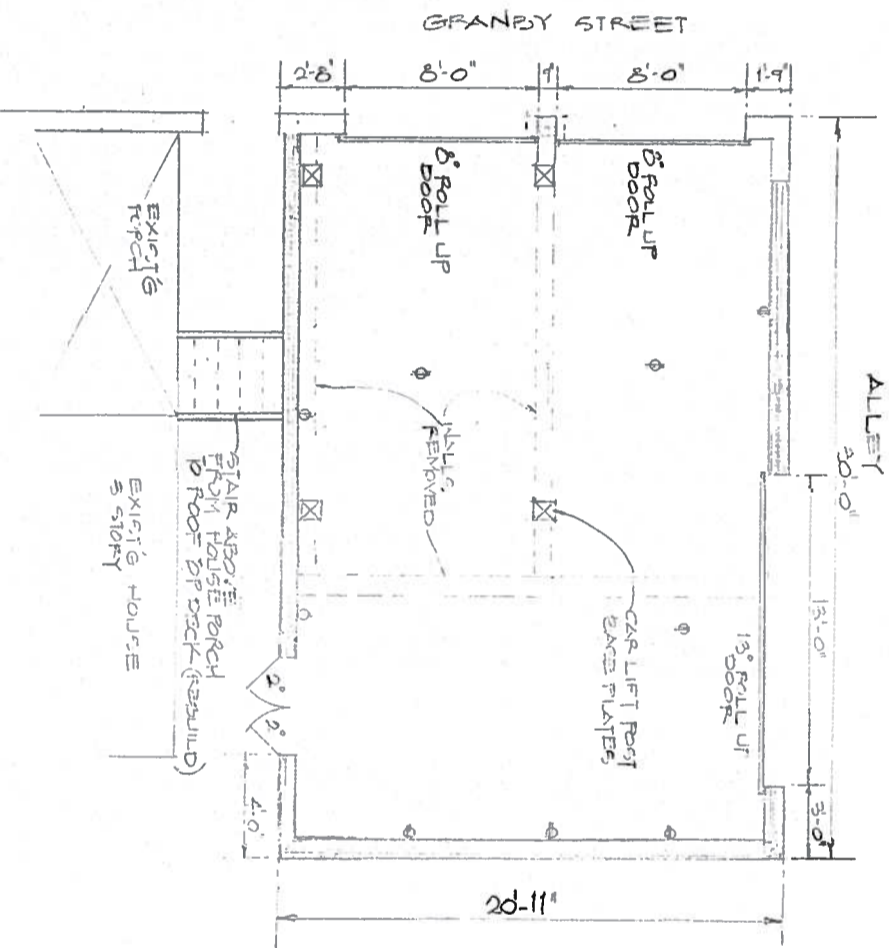 GRANBY STREET
2'-8"
8'-0"
9"
8'-0"
1'-9"
8° ROLL UP
DOOR
8° ROLL UP
DOOR
ALLEY
30'-0"
13'-0"
3'-0"
13° ROLL UP
DOOR
EXIST'G
PORCH
WALLS
REMOVED
CAR LIFT POST
BASE PLATES
STAIR ABOVE
FROM HOUSE PORCH
TO ROOF TOP DECK (REBUILD)
EXIST'G HOUSE
3 STORY
2°
2°
4'-0"
20'-11"